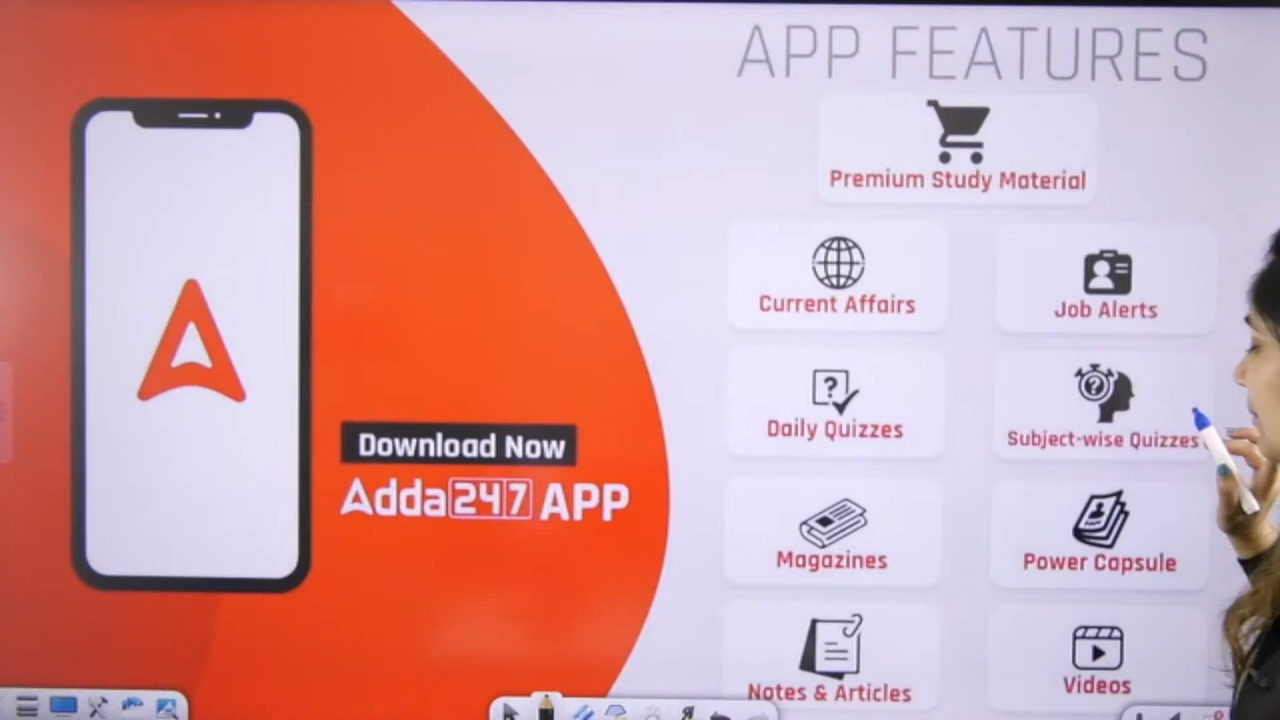 APP FEATURES
Premium Study Material
Current Affairs
Job Alerts
Daily Quizzes
Subject-wise Quizzes
Magazines
Power Capsule
Notes & Articles
Videos
Download Now
Adda247 APP